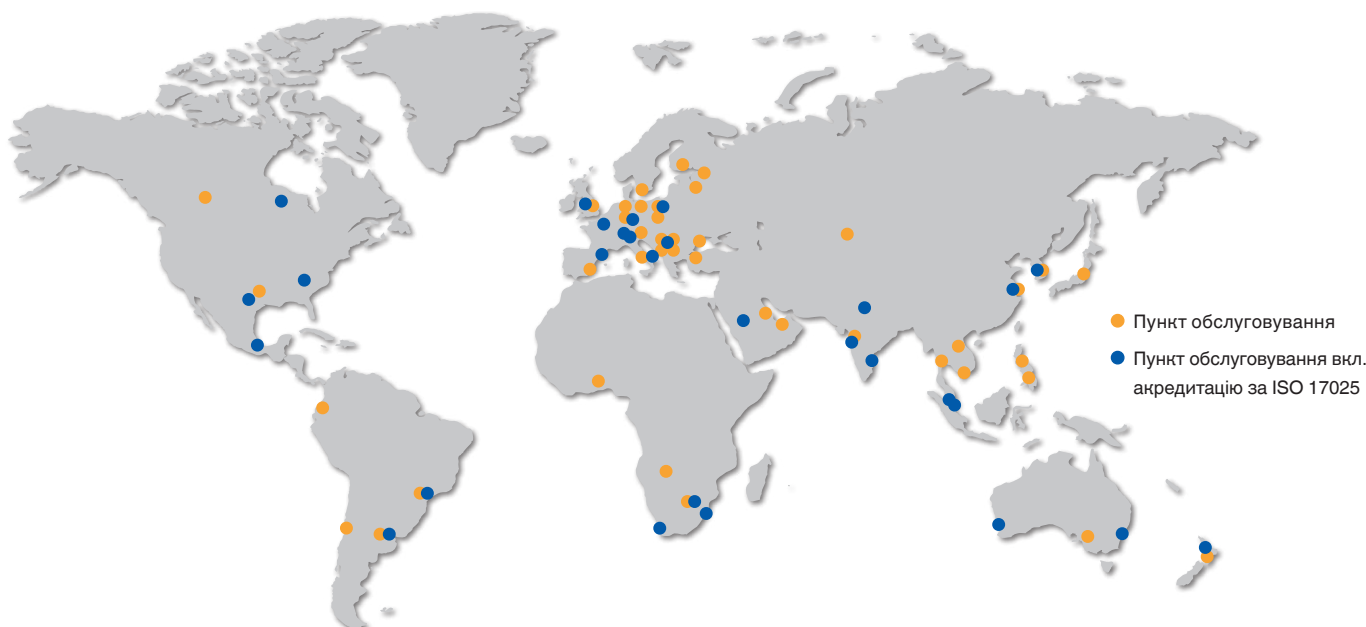 Пункт обслуговування
Пункт обслуговування вкл.
акредитацію за ISO 17025